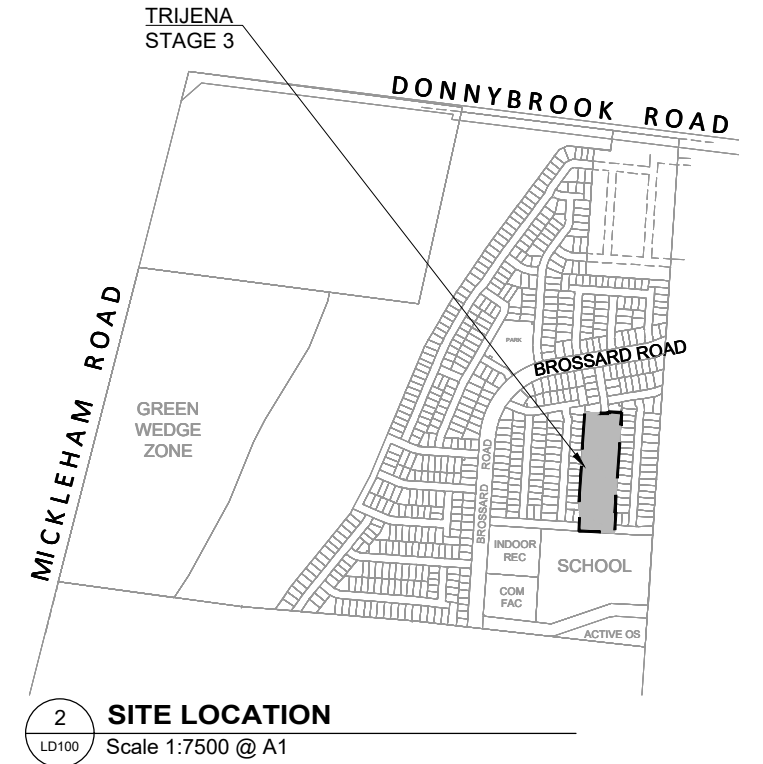 TRIJENA
STAGE 3
DONNYBROOK ROAD
MICKLEHAM ROAD
PARK
BROSSARD ROAD
GREEN
WEDGE
ZONE
BROSSARD ROAD
INDOOR
REC
SCHOOL
COM
FAC
ACTIVE OS
2
LD100
SITE LOCATION
Scale 1:7500 @ A1